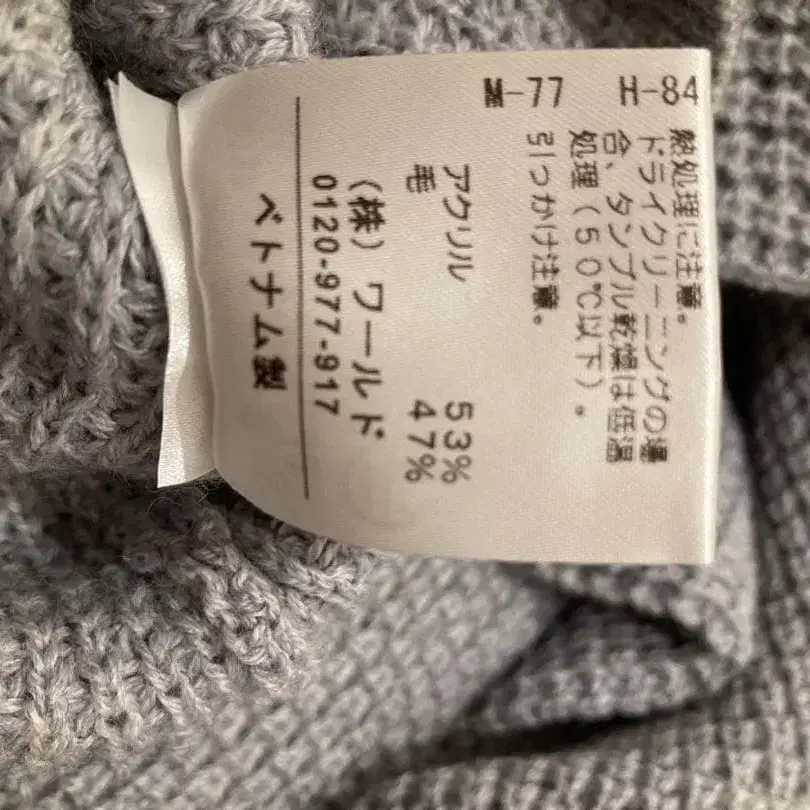 M-77 H-84
熱処理に注意。
ドライクリーニングの場
合、タンブル乾燥は低温
処理(50℃以下)。
引っかけ注意。
アクリル 53%
毛 47%
(株)ワールド
0120-977-917
ベトナム製